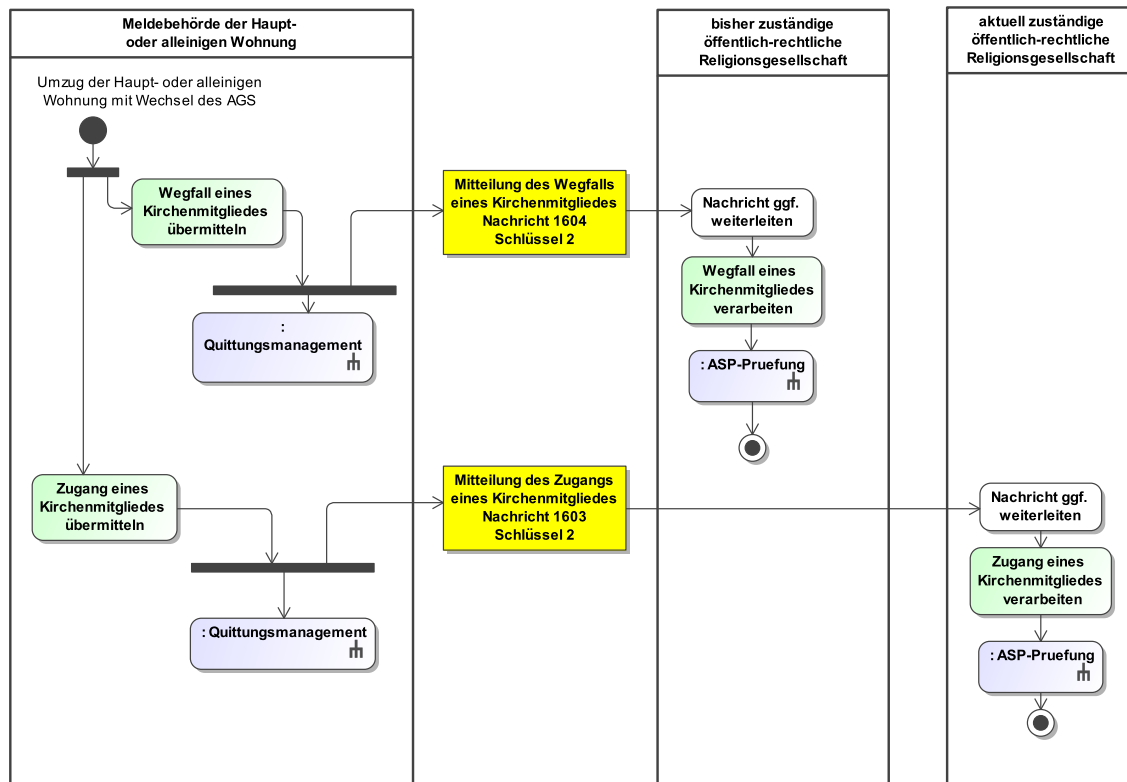 Meldebehörde der Haupt-
oder alleinigen Wohnung
bisher zuständige
öffentlich-rechtliche
Religionsgesellschaft
aktuell zuständige
öffentlich-rechtliche
Religionsgesellschaft
Umzug der Haupt- oder alleinigen
Wohnung mit Wechsel des AGS
Wegfall eines
Kirchenmitgliedes
übermitteln
Mitteilung des Wegfalls
eines Kirchenmitgliedes
Nachricht 1604
Schlüssel 2
Nachricht ggf.
weiterleiten
Wegfall eines
Kirchenmitgliedes
verarbeiten
:
Quittungsmanagement
: ASP-Pruefung
Zugang eines
Kirchenmitgliedes
übermitteln
Mitteilung des Zugangs
eines Kirchenmitgliedes
Nachricht 1603
Schlüssel 2
Nachricht ggf.
weiterleiten
Zugang eines
Kirchenmitgliedes
verarbeiten
: Quittungsmanagement
: ASP-Pruefung